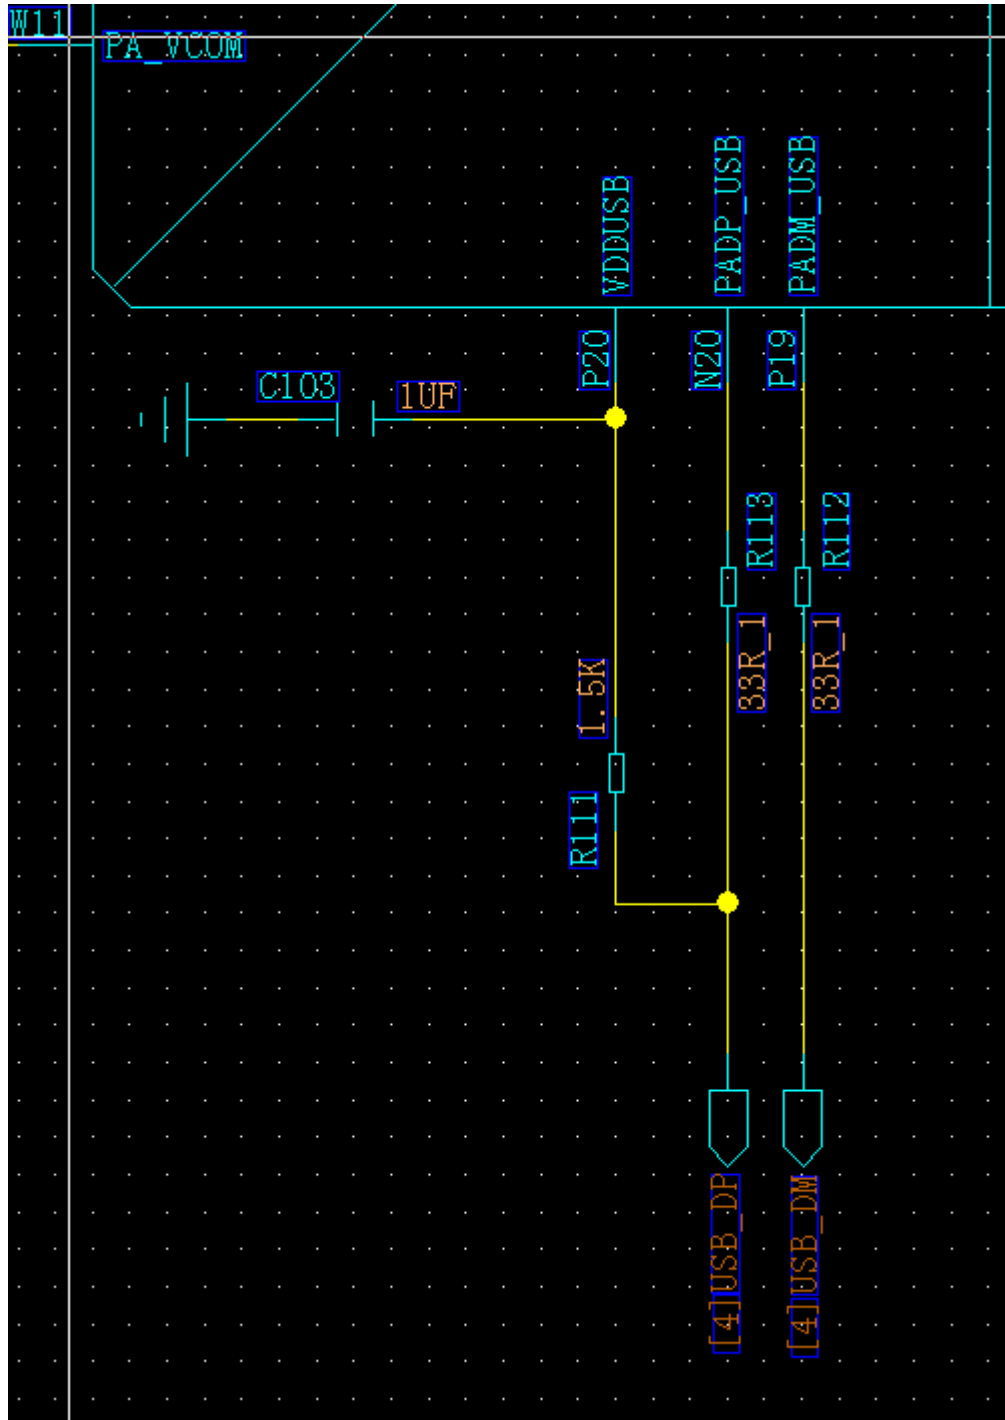 W11
PA_VCOM
VDDUSB
PADP_USB
PADM_USB
P20
N20
P19
C103
1UF
R113
R112
33R_1
33R_1
1.5K
R111
[4]USB_DP
[4]USB_DM